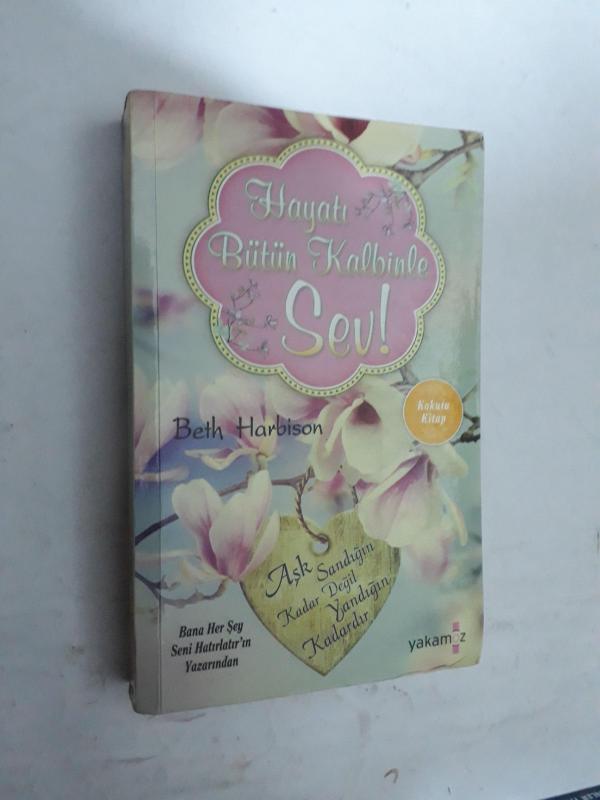 Hayatı
Bütün Kalbinle
Sev!
Kokulu
Kitap
Beth Harbison
Aşk Sandığın
Kadar Değil
Yandığın
Kadardır
Bana Her Şey
Seni Hatırlatır'ın
Yazarından
yakamoz